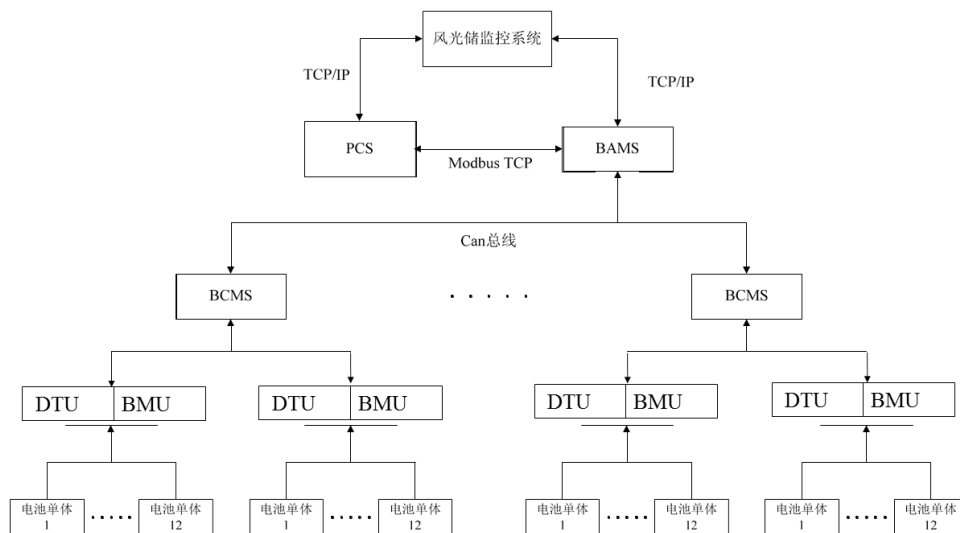 风光储监控系统
TCP/IP
TCP/IP
PCS
BAMS
Modbus TCP
Can总线
BCMS
BCMS
DTU
BMU
DTU
BMU
DTU
BMU
DTU
BMU
电池单体
1
电池单体
12
电池单体
1
电池单体
12
电池单体
1
电池单体
12
电池单体
1
电池单体
12